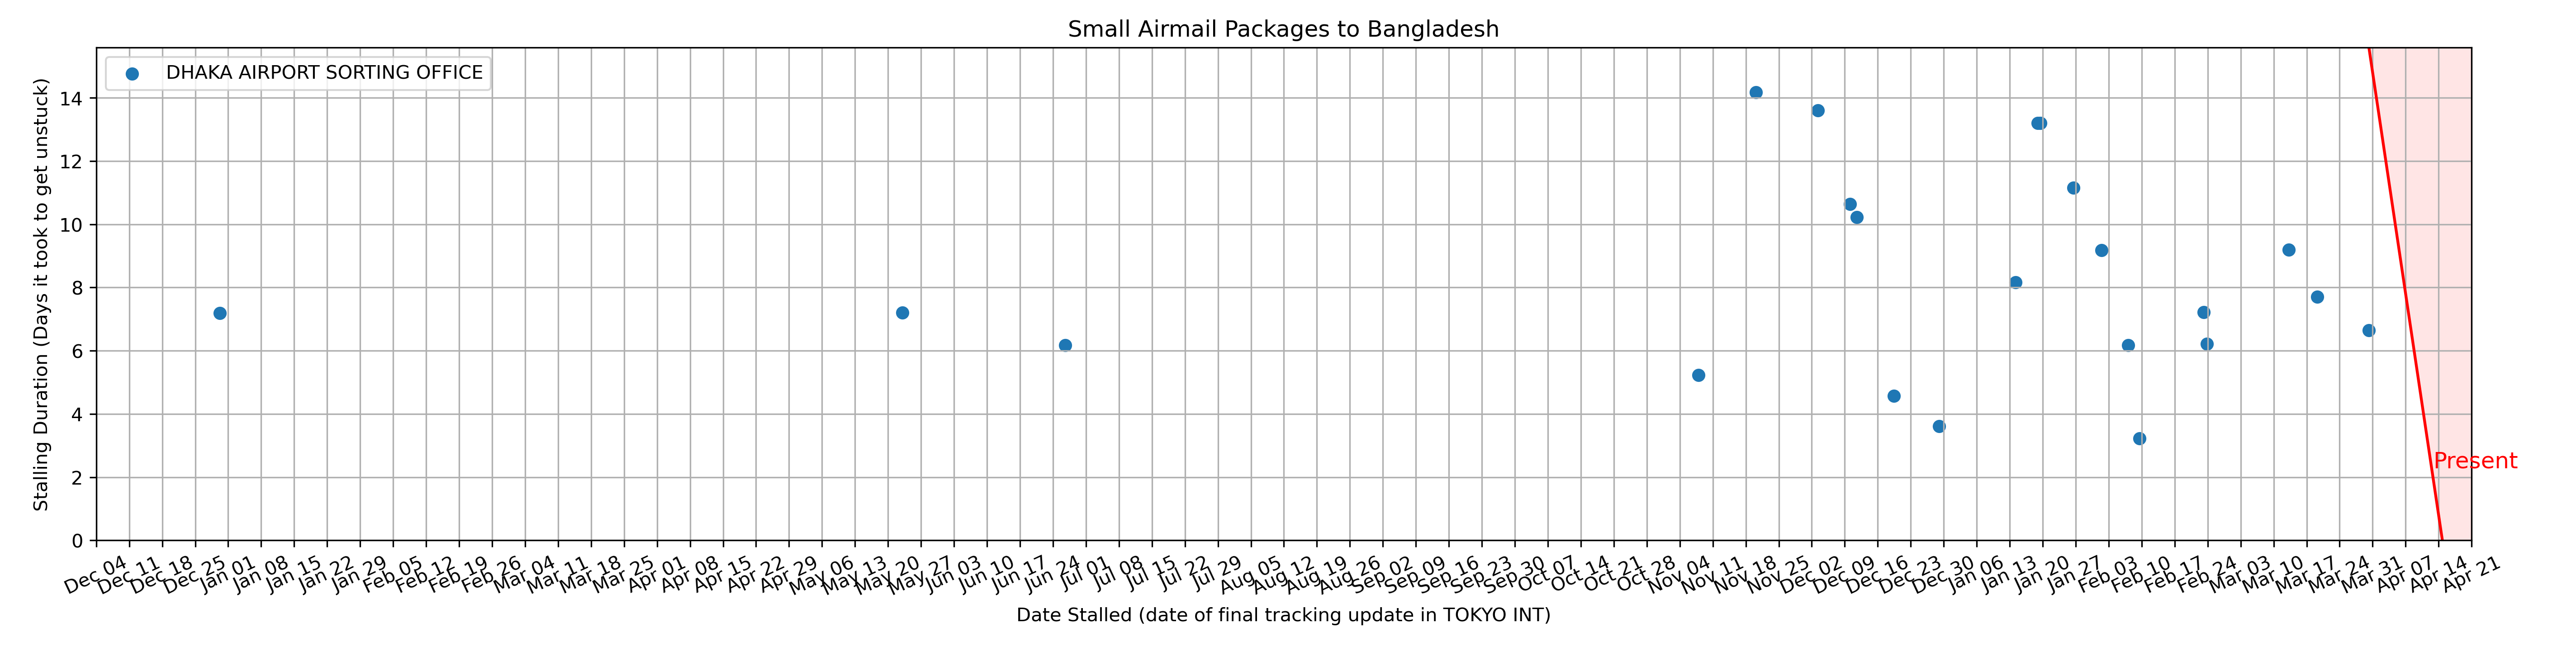 Small Airmail Packages to Bangladesh
DHAKA AIRPORT SORTING OFFICE
Stalling Duration (Days it took to get unstuck)
14
12
10
8
6
4
2
0
Present
Dec 04
Dec 11
Dec 18
Dec 25
Jan 01
Jan 08
Jan 15
Jan 22
Jan 29
Feb 05
Feb 12
Feb 19
Feb 26
Mar 04
Mar 11
Mar 18
Mar 25
Apr 01
Apr 08
Apr 15
Apr 22
Apr 29
May 06
May 13
May 20
May 27
Jun 03
Jun 10
Jun 17
Jun 24
Jul 01
Jul 08
Jul 15
Jul 22
Jul 29
Aug 05
Aug 12
Aug 19
Aug 26
Sep 02
Sep 09
Sep 16
Sep 23
Sep 30
Oct 07
Oct 14
Oct 21
Oct 28
Nov 04
Nov 11
Nov 18
Nov 25
Dec 02
Dec 09
Dec 16
Dec 23
Dec 30
Jan 06
Jan 13
Jan 20
Jan 27
Feb 03
Feb 10
Feb 17
Feb 24
Mar 03
Mar 10
Mar 17
Mar 24
Mar 31
Apr 07
Apr 14
Apr 21
Date Stalled (date of final tracking update in TOKYO INT)